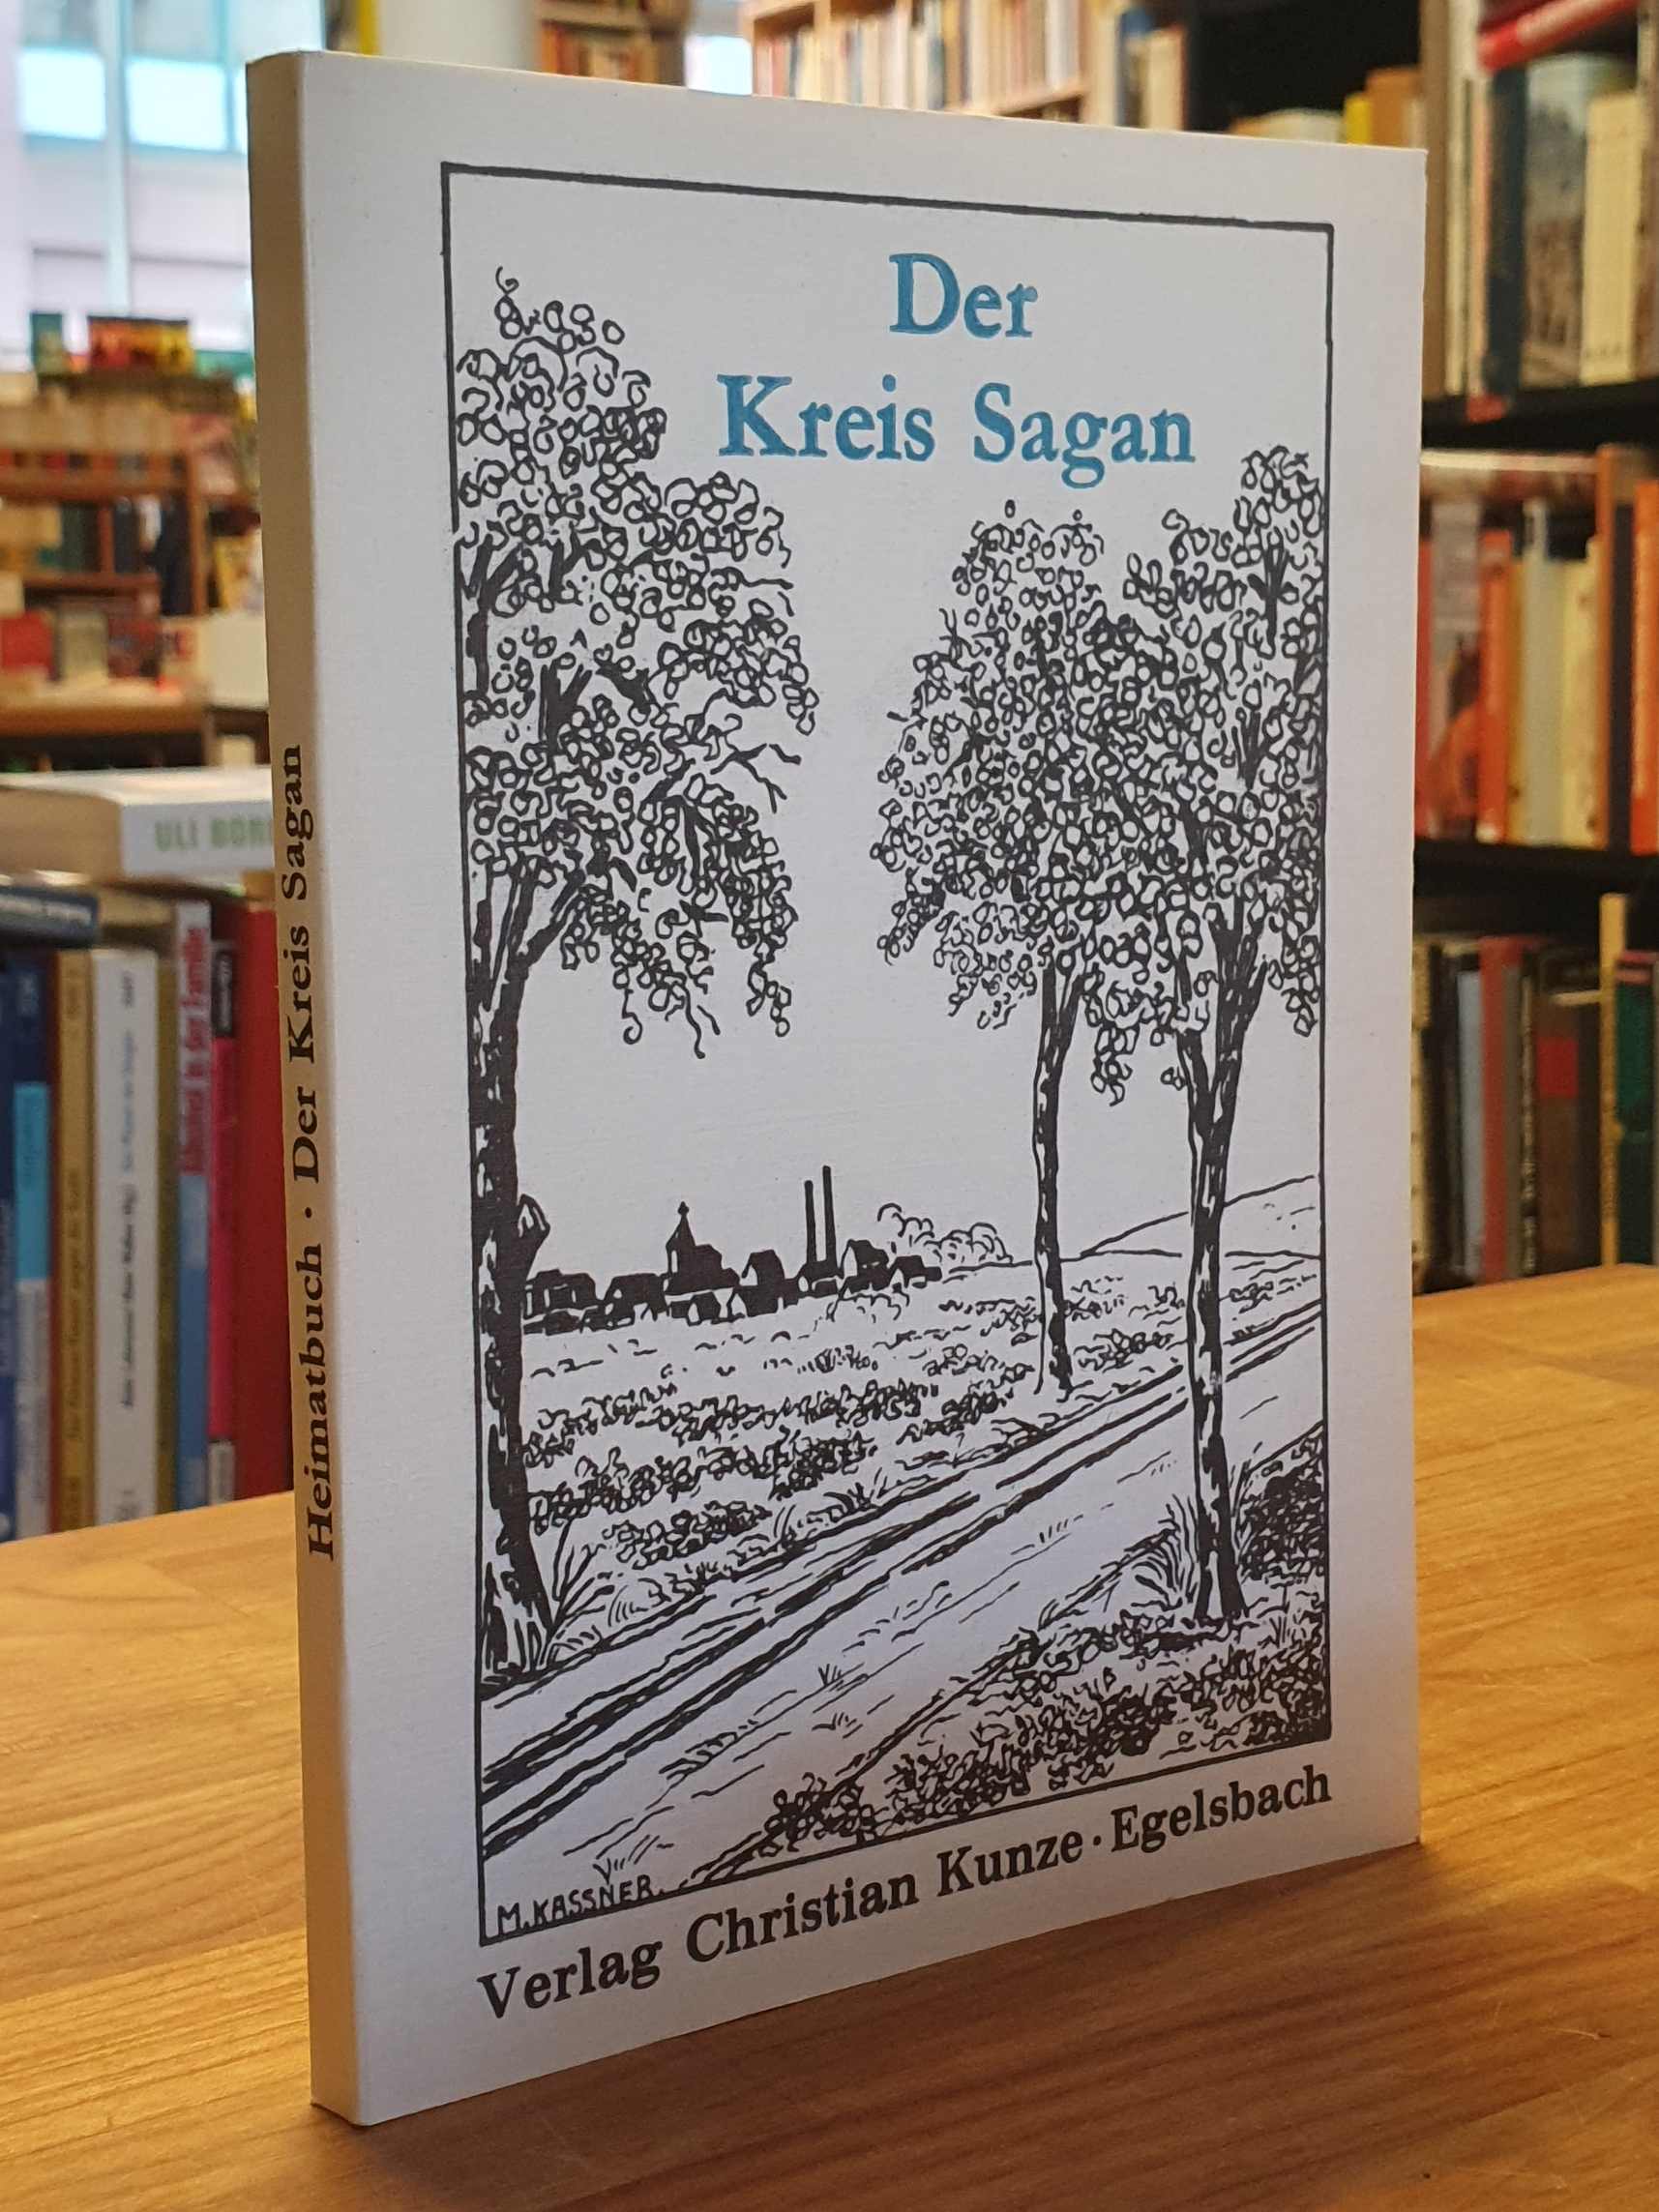 Der
Kreis Sagan
M. KASSNER.
Verlag Christian Kunze · Egelsbach
Heimatbuch · Der Kreis Sagan
ULI